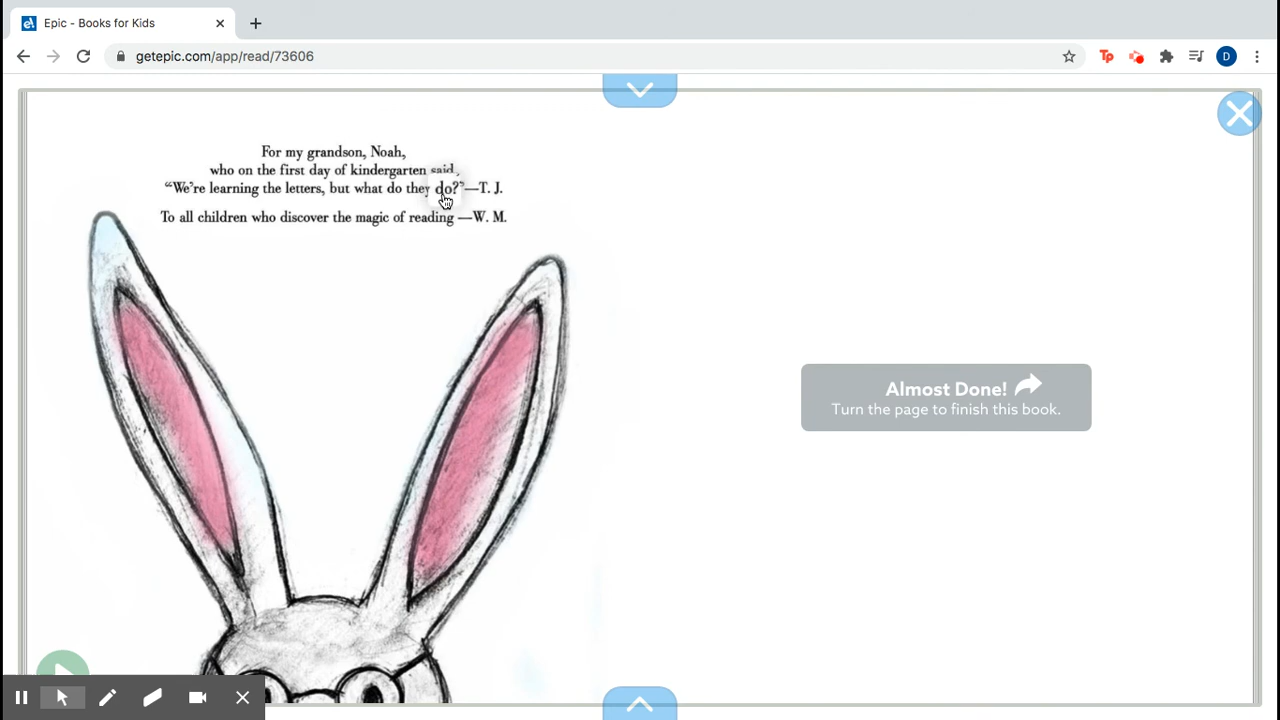 Epic - Books for Kids
getepic.com/app/read/73606
D
For my grandson, Noah,
who on the first day of kindergarten said,
“We’re learning the letters, but what do they do?”—T. J.
To all children who discover the magic of reading —W. M.
Almost Done!
Turn the page to finish this book.